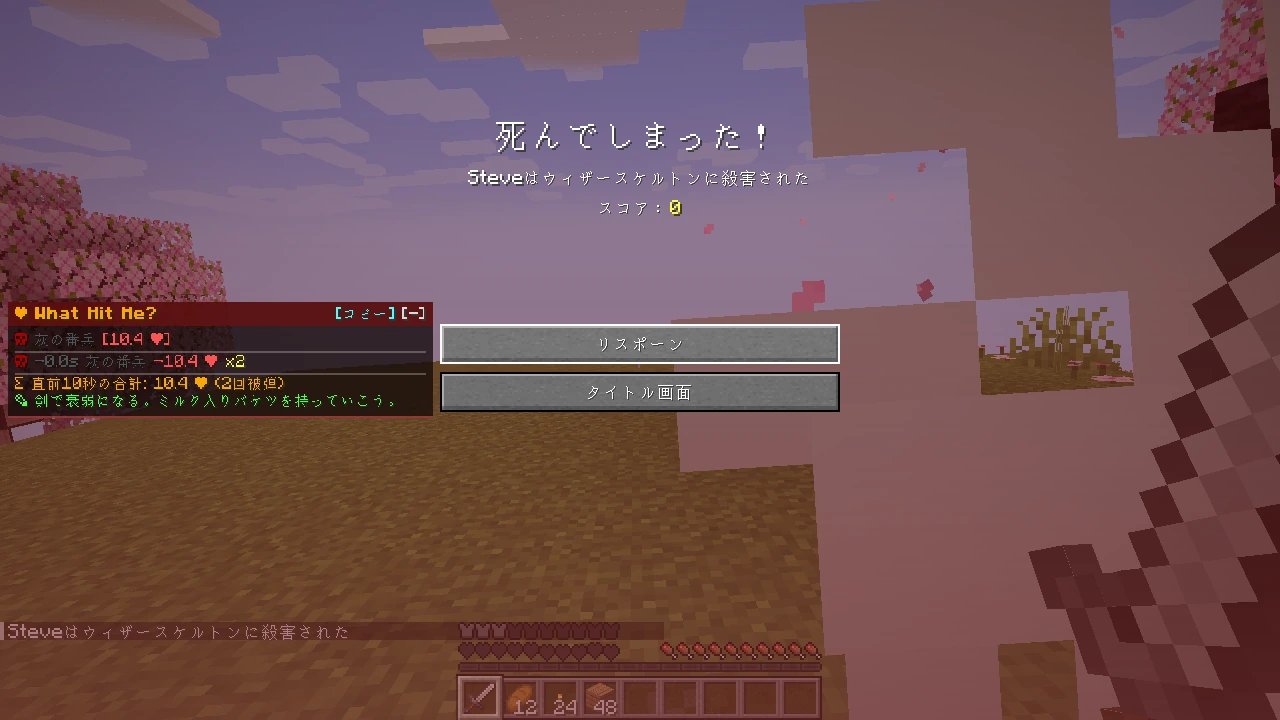 死んでしまった！
Steveはウィザースケルトンに殺害された
スコア：0
What Hit Me?
[コピー] [−]
灰の番兵 [10.4 ♥]
-0.0s 灰の番兵 -10.4 ♥ x2
Σ 直前10秒の合計: 10.4 ♥ (2回被弾)
剣で衰弱になる。ミルク入りバケツを持っていこう。
リスポーン
タイトル画面
Steveはウィザースケルトンに殺害された
12 24 48